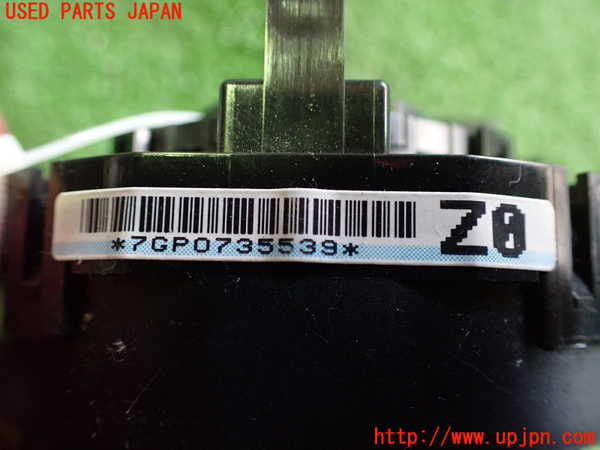 USED PARTS JAPAN
Z0
*7GP0735539*
http://www.upjpn.com